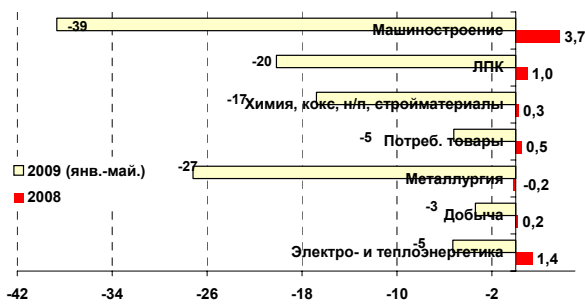 -39 Машиностроение 3,7
-20 ЛПК 1,0
-17 Химия, кокс, н/п, стройматериалы 0,3
-5 Потреб. товары 0,5
2009 (янв.-май.)
-27 Металлургия -0,2
2008
-3 Добыча 0,2
-5 Электро- и теплоэнергетика 1,4
-42 -34 -26 -18 -10 -2